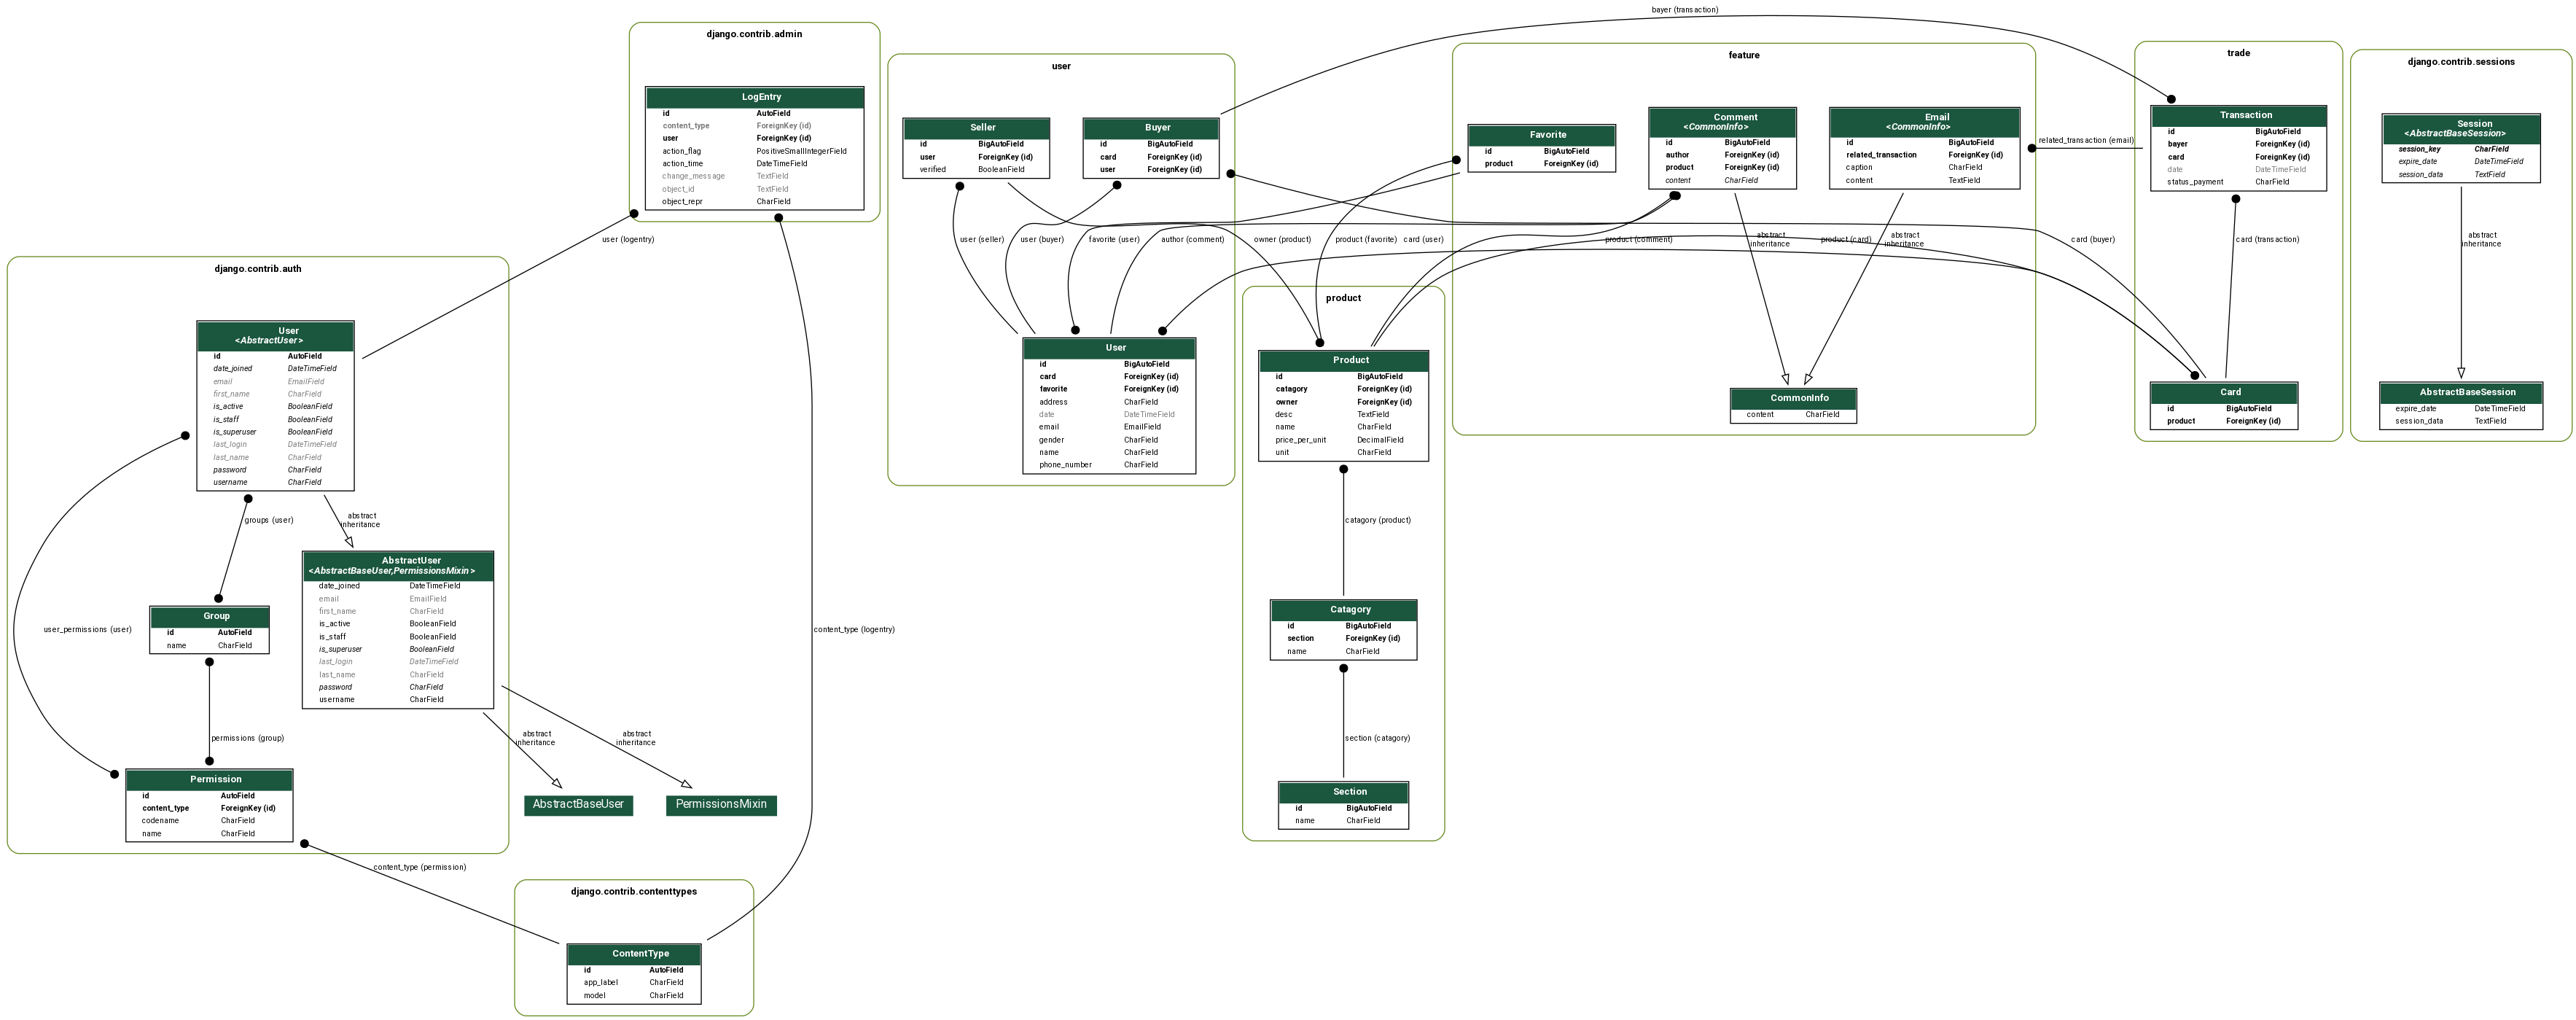 bayer (transaction)
django.contrib.admin
LogEntry
id AutoField
content_type ForeignKey (id)
user ForeignKey (id)
action_flag PositiveSmallIntegerField
action_time DateTimeField
change_message TextField
object_id TextField
object_repr CharField
user
Seller
id BigAutoField
user ForeignKey (id)
verified BooleanField
Buyer
id BigAutoField
card ForeignKey (id)
user ForeignKey (id)
feature
Favorite
id BigAutoField
product ForeignKey (id)
Comment
<CommonInfo>
id BigAutoField
author ForeignKey (id)
product ForeignKey (id)
content CharField
Email
<CommonInfo>
id BigAutoField
related_transaction ForeignKey (id)
caption CharField
content TextField
related_transaction (email)
trade
Transaction
id BigAutoField
bayer ForeignKey (id)
card ForeignKey (id)
date DateTimeField
status_payment CharField
django.contrib.sessions
Session
<AbstractBaseSession>
session_key CharField
expire_date DateTimeField
session_data TextField
user (logentry)
user (seller)
user (buyer)
favorite (user)
author (comment)
owner (product)
product (favorite)
card (user)
product (comment)
abstract
inheritance
product (card)
abstract
inheritance
card (buyer)
card (transaction)
abstract
inheritance
django.contrib.auth
User
<AbstractUser>
id AutoField
date_joined DateTimeField
email EmailField
first_name CharField
is_active BooleanField
is_staff BooleanField
is_superuser BooleanField
last_login DateTimeField
last_name CharField
password CharField
username CharField
User
id BigAutoField
card ForeignKey (id)
favorite ForeignKey (id)
address CharField
date DateTimeField
email EmailField
gender CharField
name CharField
phone_number CharField
product
Product
id BigAutoField
catagory ForeignKey (id)
owner ForeignKey (id)
desc TextField
name CharField
price_per_unit DecimalField
unit CharField
CommonInfo
content CharField
Card
id BigAutoField
product ForeignKey (id)
AbstractBaseSession
expire_date DateTimeField
session_data TextField
groups (user)
abstract
inheritance
catagory (product)
AbstractUser
<AbstractBaseUser,PermissionsMixin>
date_joined DateTimeField
email EmailField
first_name CharField
is_active BooleanField
is_staff BooleanField
is_superuser BooleanField
last_login DateTimeField
last_name CharField
password CharField
username CharField
user_permissions (user)
Group
id AutoField
name CharField
content_type (logentry)
Catagory
id BigAutoField
section ForeignKey (id)
name CharField
permissions (group)
abstract
inheritance
abstract
inheritance
section (catagory)
Permission
id AutoField
content_type ForeignKey (id)
codename CharField
name CharField
AbstractBaseUser
PermissionsMixin
Section
id BigAutoField
name CharField
content_type (permission)
django.contrib.contenttypes
ContentType
id AutoField
app_label CharField
model CharField